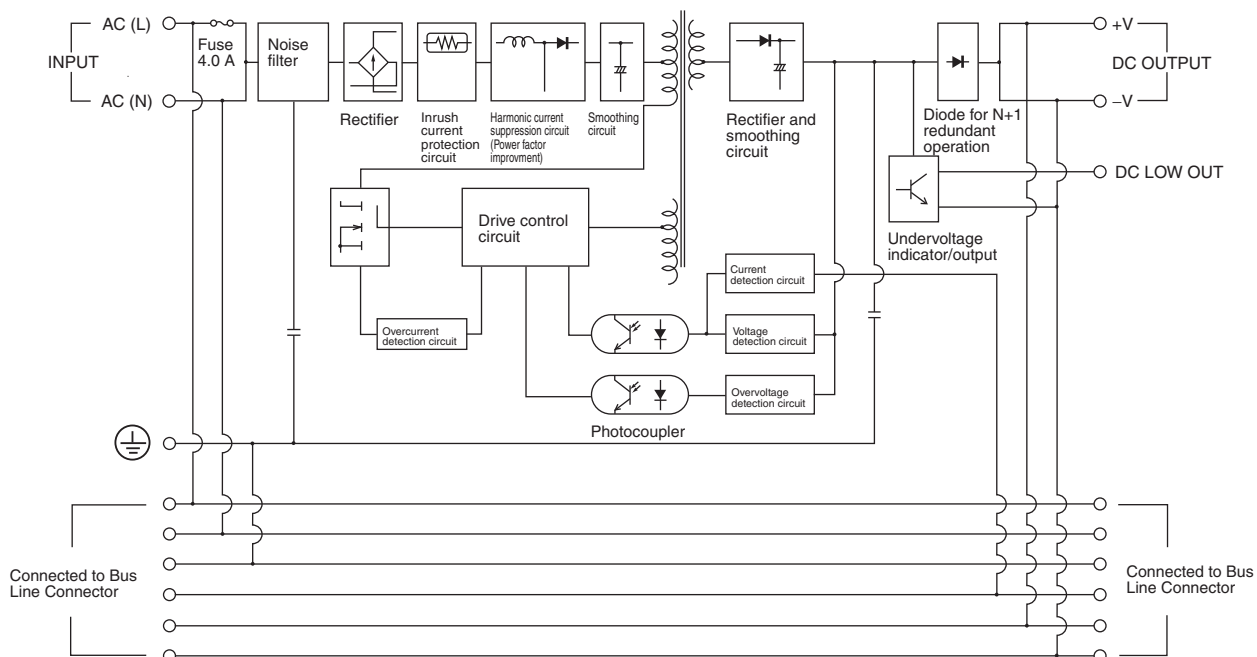 AC (L)
INPUT
AC (N)
Fuse
4.0 A
Noise
filter
Rectifier
Inrush
current
protection
circuit
Harmonic current
suppression circuit
(Power factor
improvment)
Smoothing
circuit
Rectifier and
smoothing
circuit
Diode for N+1
redundant
operation
+V
DC OUTPUT
–V
DC LOW OUT
Undervoltage
indicator/output
Drive control
circuit
Current
detection circuit
Overcurrent
detection circuit
Voltage
detection circuit
Overvoltage
detection circuit
Photocoupler
Connected to Bus
Line Connector
Connected to Bus
Line Connector